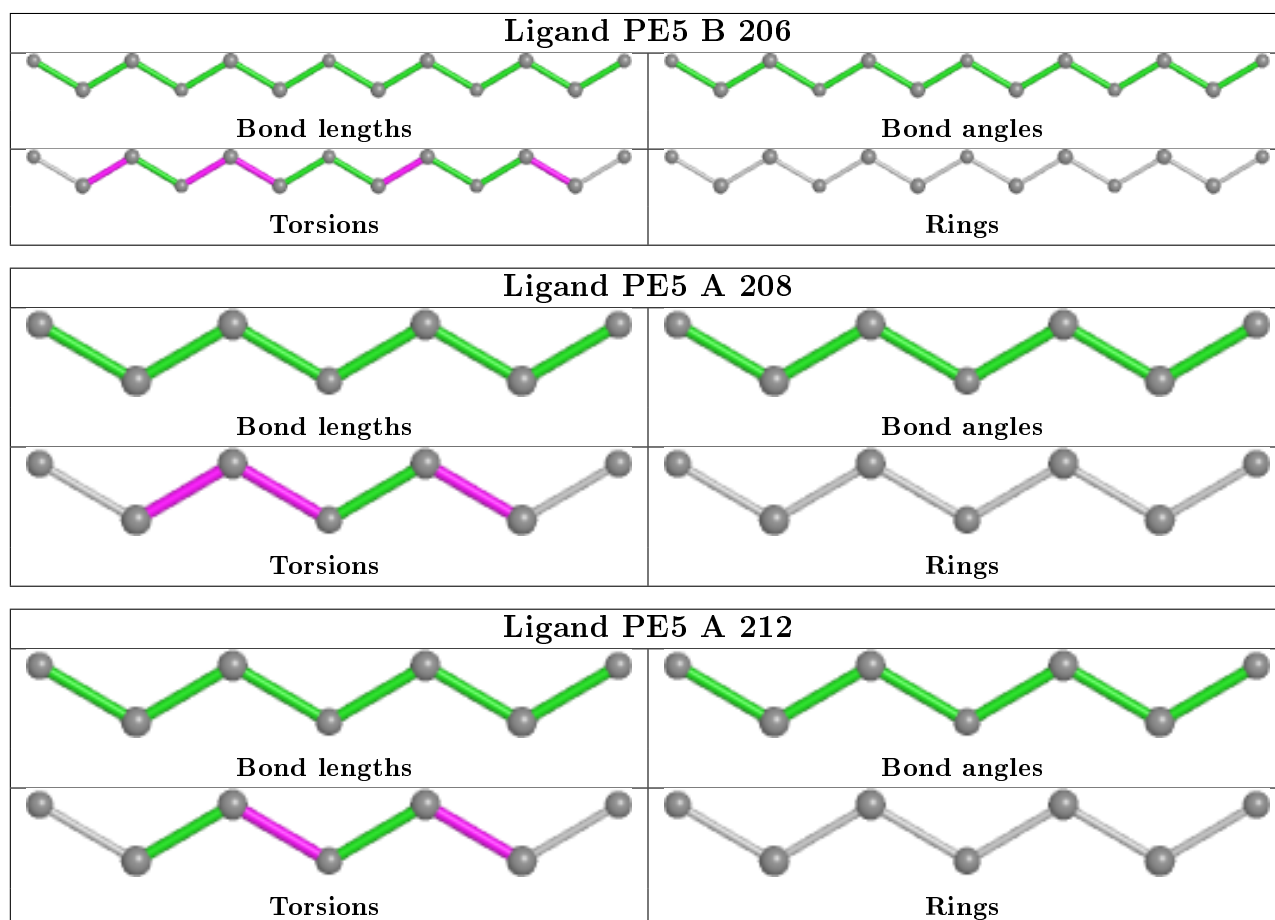 Ligand PE5 B 206
Bond lengths
Bond angles
Torsions
Rings
Ligand PE5 A 208
Bond lengths
Bond angles
Torsions
Rings
Ligand PE5 A 212
Bond lengths
Bond angles
Torsions
Rings